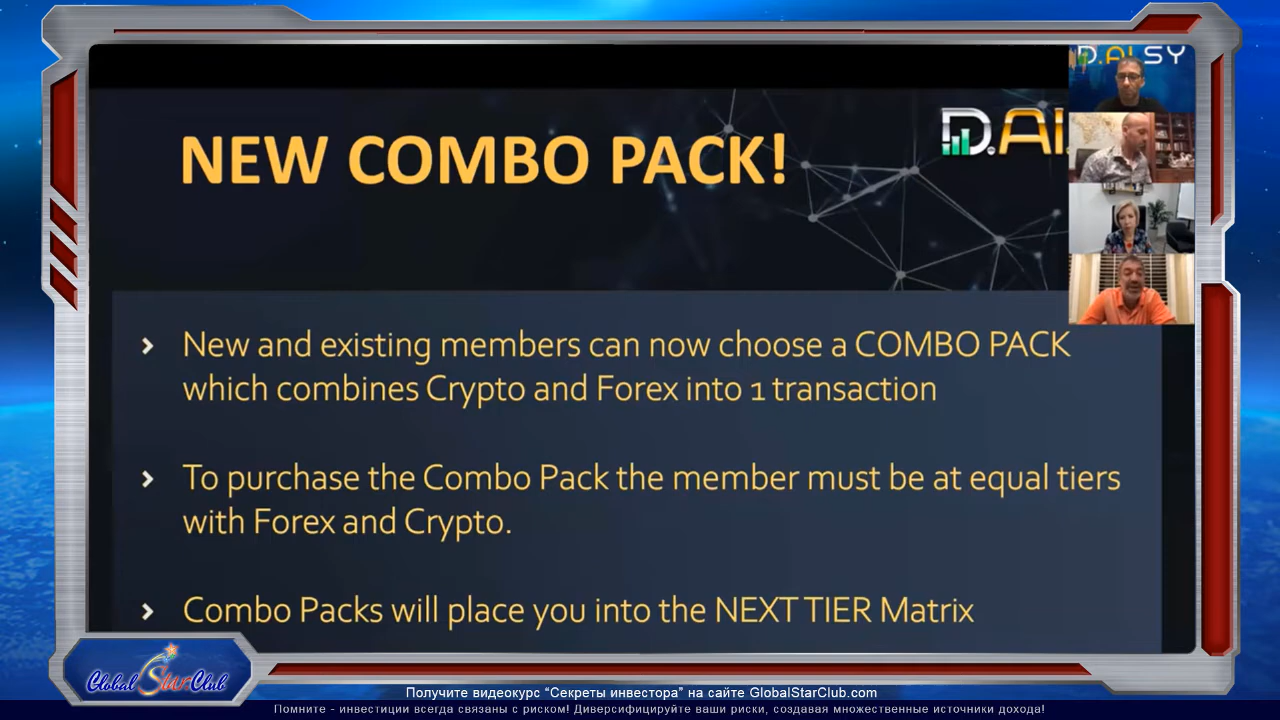 D.AISY
D.AI.
NEW COMBO PACK!
› New and existing members can now choose a COMBO PACK
which combines Crypto and Forex into 1 transaction
› To purchase the Combo Pack the member must be at equal tiers
with Forex and Crypto.
› Combo Packs will place you into the NEXT TIER Matrix
Global Star Club
Получите видеокурс “Секреты инвестора” на сайте GlobalStarClub.com
Помните - инвестиции всегда связаны с риском! Диверсифицируйте ваши риски, создавая множественные источники дохода!